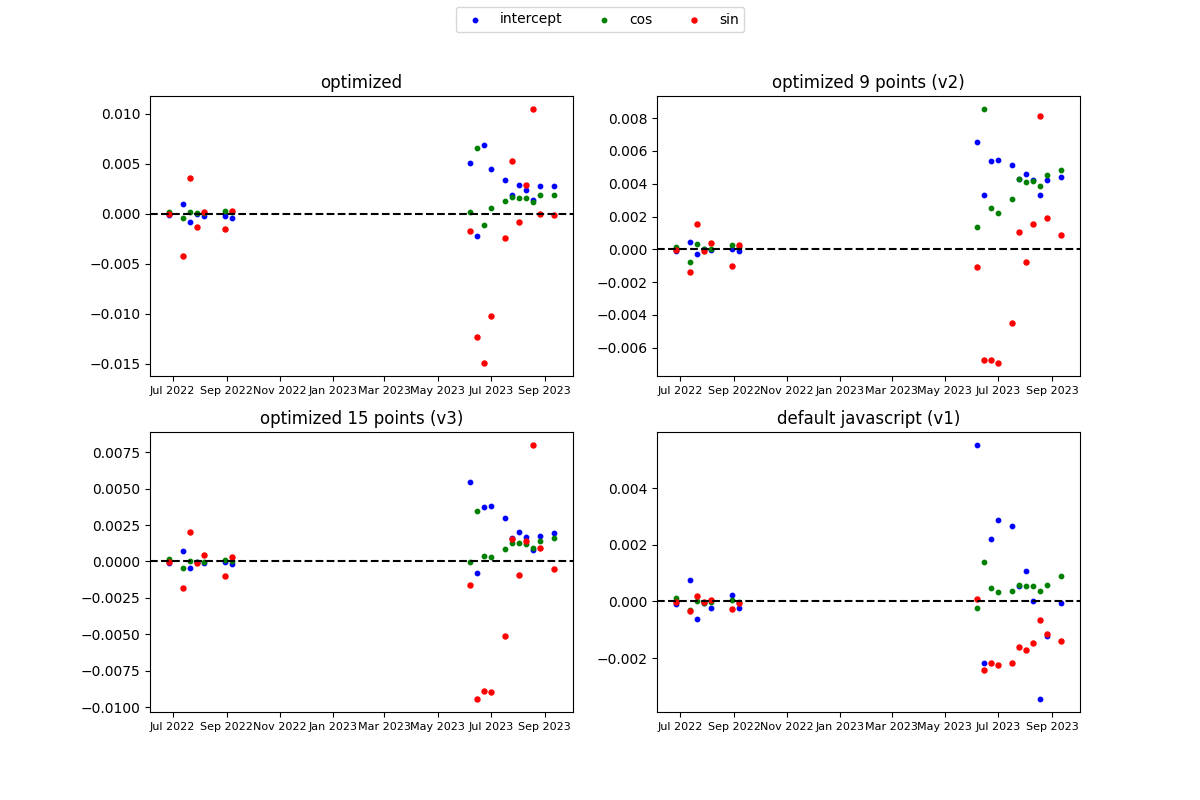 intercept cos sin
optimized
0.010
0.005
0.000
−0.005
−0.010
−0.015
Jul 2022 Sep 2022 Nov 2022 Jan 2023 Mar 2023 May 2023 Jul 2023 Sep 2023
optimized 9 points (v2)
0.008
0.006
0.004
0.002
0.000
−0.002
−0.004
−0.006
Jul 2022 Sep 2022 Nov 2022 Jan 2023 Mar 2023 May 2023 Jul 2023 Sep 2023
optimized 15 points (v3)
0.0075
0.0050
0.0025
0.0000
−0.0025
−0.0050
−0.0075
−0.0100
Jul 2022 Sep 2022 Nov 2022 Jan 2023 Mar 2023 May 2023 Jul 2023 Sep 2023
default javascript (v1)
0.004
0.002
0.000
−0.002
Jul 2022 Sep 2022 Nov 2022 Jan 2023 Mar 2023 May 2023 Jul 2023 Sep 2023